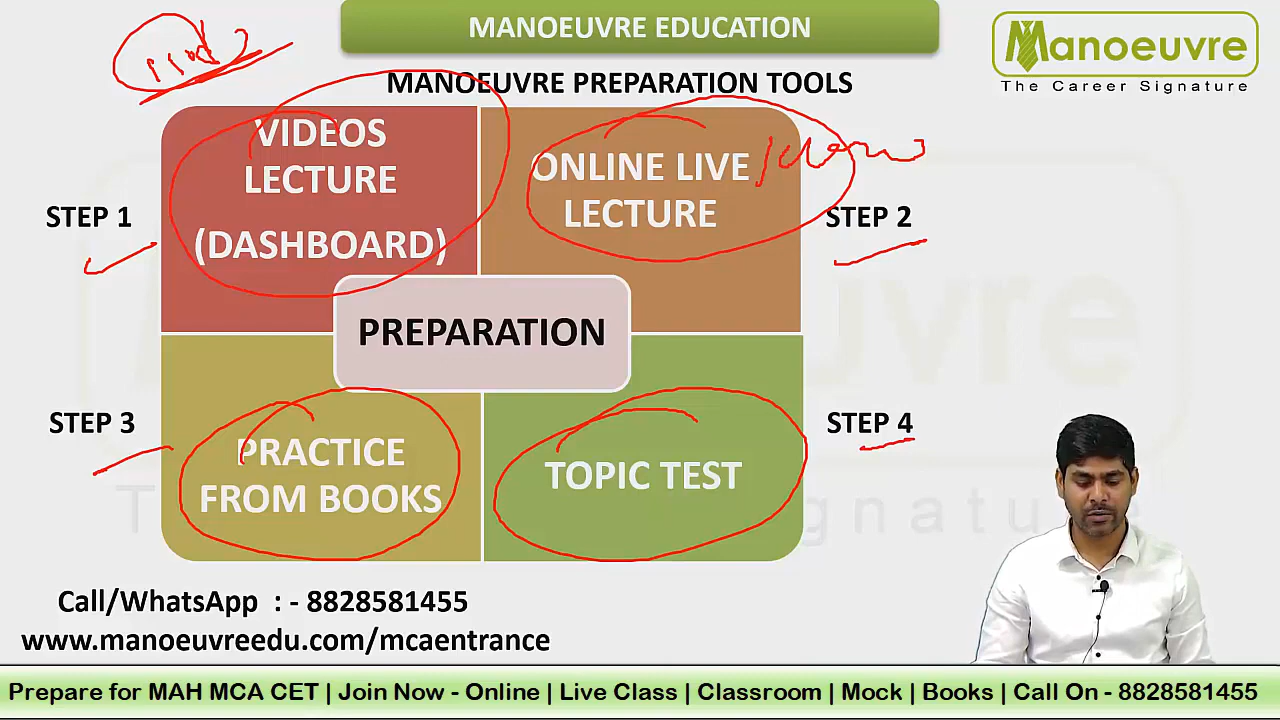 MANOEUVRE EDUCATION
Manoeuvre
The Career Signature
MANOEUVRE PREPARATION TOOLS
VIDEOS
LECTURE
(DASHBOARD)
ONLINE LIVE
LECTURE
STEP 1
STEP 2
PREPARATION
STEP 3
PRACTICE
FROM BOOKS
TOPIC TEST
STEP 4
Call/WhatsApp : - 8828581455
www.manoeuvreedu.com/mcaentrance
Prepare for MAH MCA CET | Join Now - Online | Live Class | Classroom | Mock | Books | Call On - 8828581455